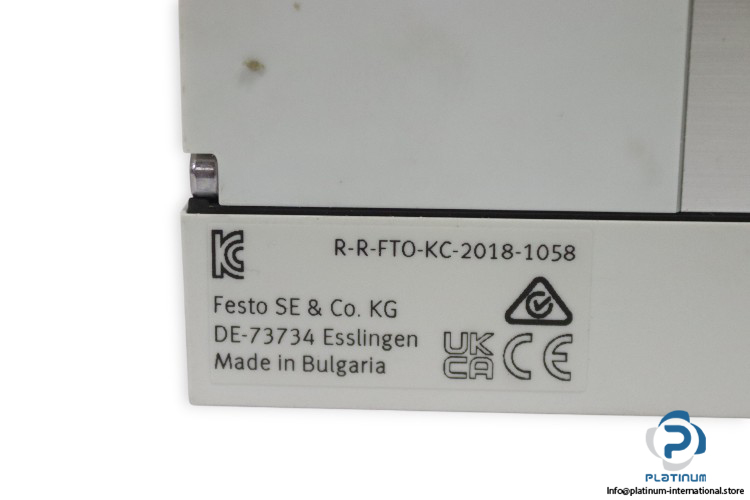 KC R-R-FTO-KC-2018-1058
Festo SE & Co. KG
DE-73734 Esslingen
Made in Bulgaria
UK
CA CE
P
PLATINUM
Info@platinum-international.store